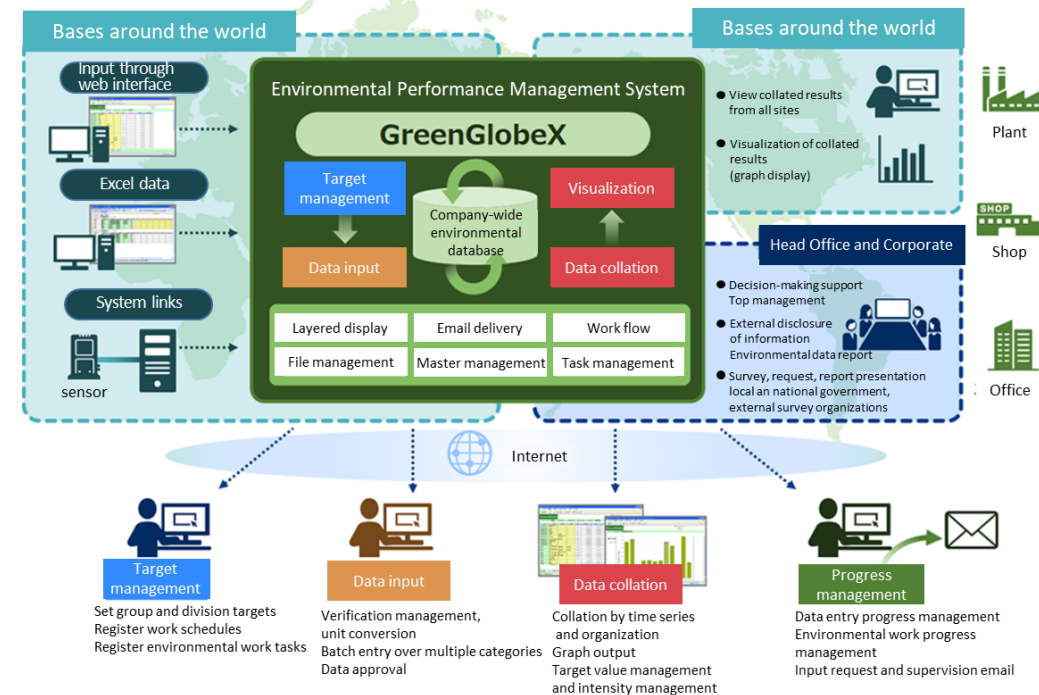 Bases around the world
Bases around the world
Input through
web interface
Excel data
System links
sensor
Environmental Performance Management System
GreenGlobeX
Target
management
Data input
Company-wide
environmental
database
Visualization
Data collation
Layered display
Email delivery
Work flow
File management
Master management
Task management
● View collated results
from all sites
● Visualization of collated
results
(graph display)
Head Office and Corporate
● Decision-making support
Top management
● External disclosure
of information
Environmental data report
● Survey, request, report presentation
local an national government,
external survey organizations
Plant
SHOP
Shop
Office
Internet
Target
management
Set group and division targets
Register work schedules
Register environmental work tasks
Data input
Verification management,
unit conversion
Batch entry over multiple categories
Data approval
Data collation
Collation by time series
and organization
Graph output
Target value management
and intensity management
Progress
management
Data entry progress management
Environmental work progress
management
Input request and supervision email